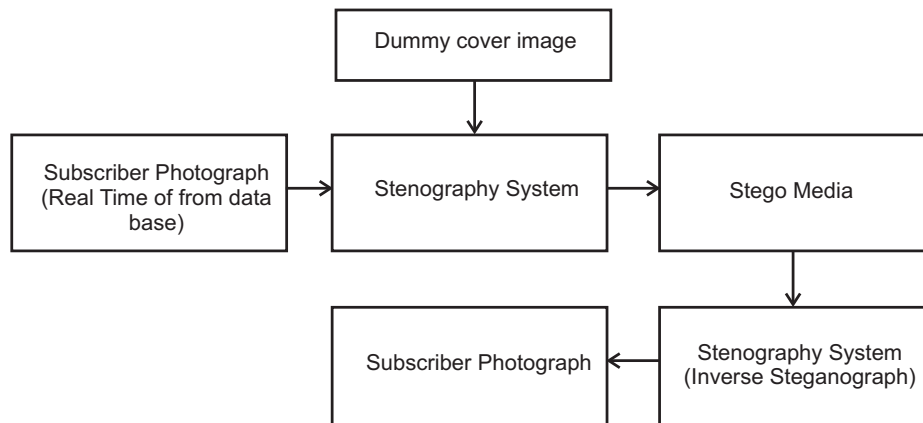 Dummy cover image
Subscriber Photograph
(Real Time of from data
base)
Stenography System
Stego Media
Subscriber Photograph
Stenography System
(Inverse Steganograph)